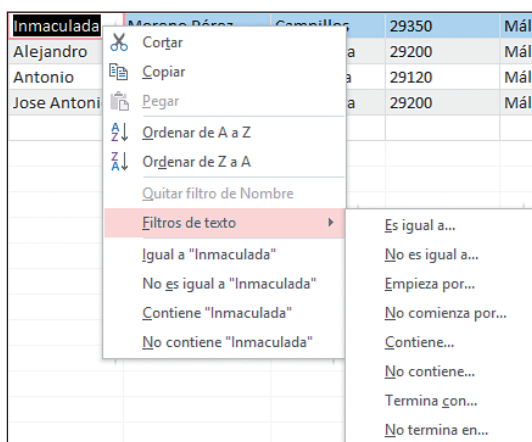 Inmaculada Moreno Pérez Campillos 29350 Mál
Alejandro a 29200 Mál
Antonio a 29120 Mál
Jose Antoni a 29200 Mál
Cortar
Copiar
Pegar
Ordenar de A a Z
Ordenar de Z a A
Quitar filtro de Nombre
Filtros de texto
Igual a "Inmaculada"
No es igual a "Inmaculada"
Contiene "Inmaculada"
No contiene "Inmaculada"
Es igual a...
No es igual a...
Empieza por...
No comienza por...
Contiene...
No contiene...
Termina con...
No termina en...